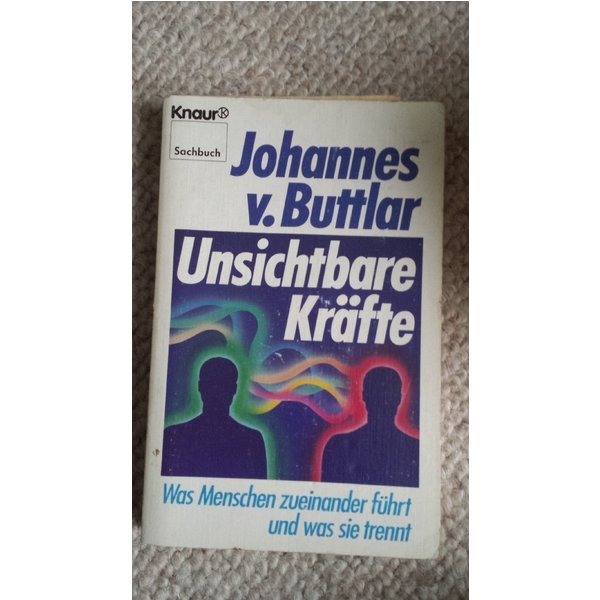 Knaur®
Sachbuch
Johannes
v. Buttlar
Unsichtbare
Kräfte
Was Menschen zueinander führt
und was sie trennt